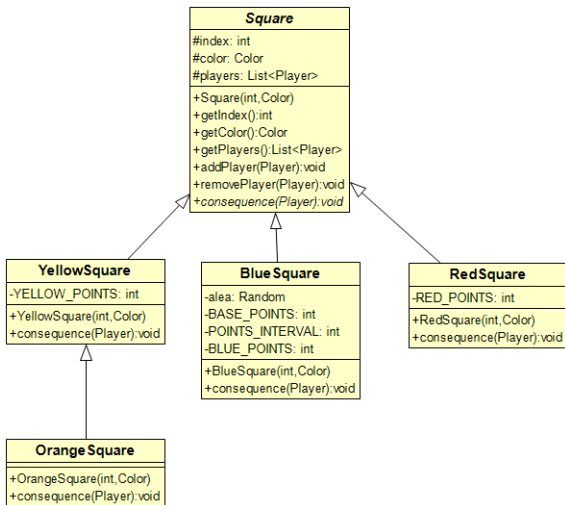 Square
#index: int
#color: Color
#players: List<Player>
+Square(int,Color)
+getIndex():int
+getColor():Color
+getPlayers():List<Player>
+addPlayer(Player):void
+removePlayer(Player):void
+consequence(Player):void
YellowSquare
-YELLOW_POINTS: int
+YellowSquare(int,Color)
+consequence(Player):void
BlueSquare
-alea: Random
-BASE_POINTS: int
-POINTS_INTERVAL: int
-BLUE_POINTS: int
+BlueSquare(int,Color)
+consequence(Player):void
RedSquare
-RED_POINTS: int
+RedSquare(int,Color)
+consequence(Player):void
OrangeSquare
+OrangeSquare(int,Color)
+consequence(Player):void